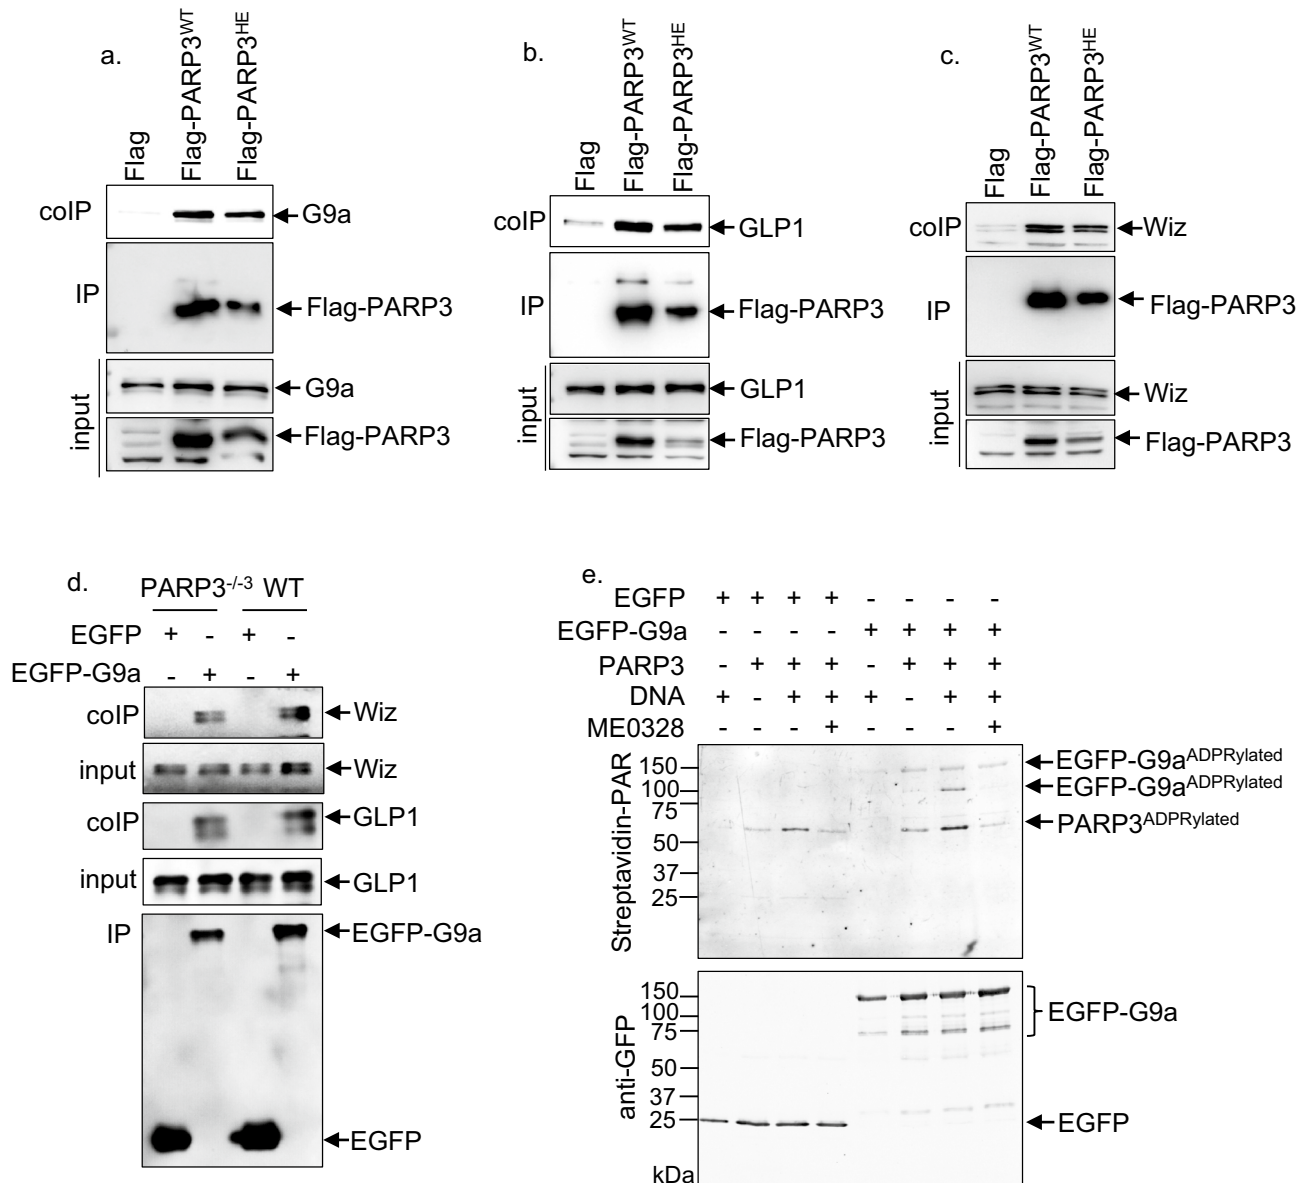 a.
Flag
Flag-PARP3WT
Flag-PARP3HE
coIP
G9a
IP
Flag-PARP3
input
G9a
Flag-PARP3
b.
Flag
Flag-PARP3WT
Flag-PARP3HE
coIP
GLP1
IP
Flag-PARP3
input
GLP1
Flag-PARP3
c.
Flag
Flag-PARP3WT
Flag-PARP3HE
coIP
Wiz
IP
Flag-PARP3
input
Wiz
Flag-PARP3
d.
PARP3-/-3 WT
EGFP + - + -
EGFP-G9a - + - +
coIP Wiz
input Wiz
coIP GLP1
input GLP1
IP EGFP-G9a
EGFP
e.
EGFP + + + + - - - -
EGFP-G9a - - - - + + + +
PARP3 - + + + - + + +
DNA + - + + + - + +
ME0328 - - - + - - - +
Streptavidin-PAR
150 EGFP-G9aADPRylated
100 EGFP-G9aADPRylated
75
PARP3ADPRylated
50
37
25
anti-GFP
150
100 EGFP-G9a
75
50
37
25 EGFP
kDa